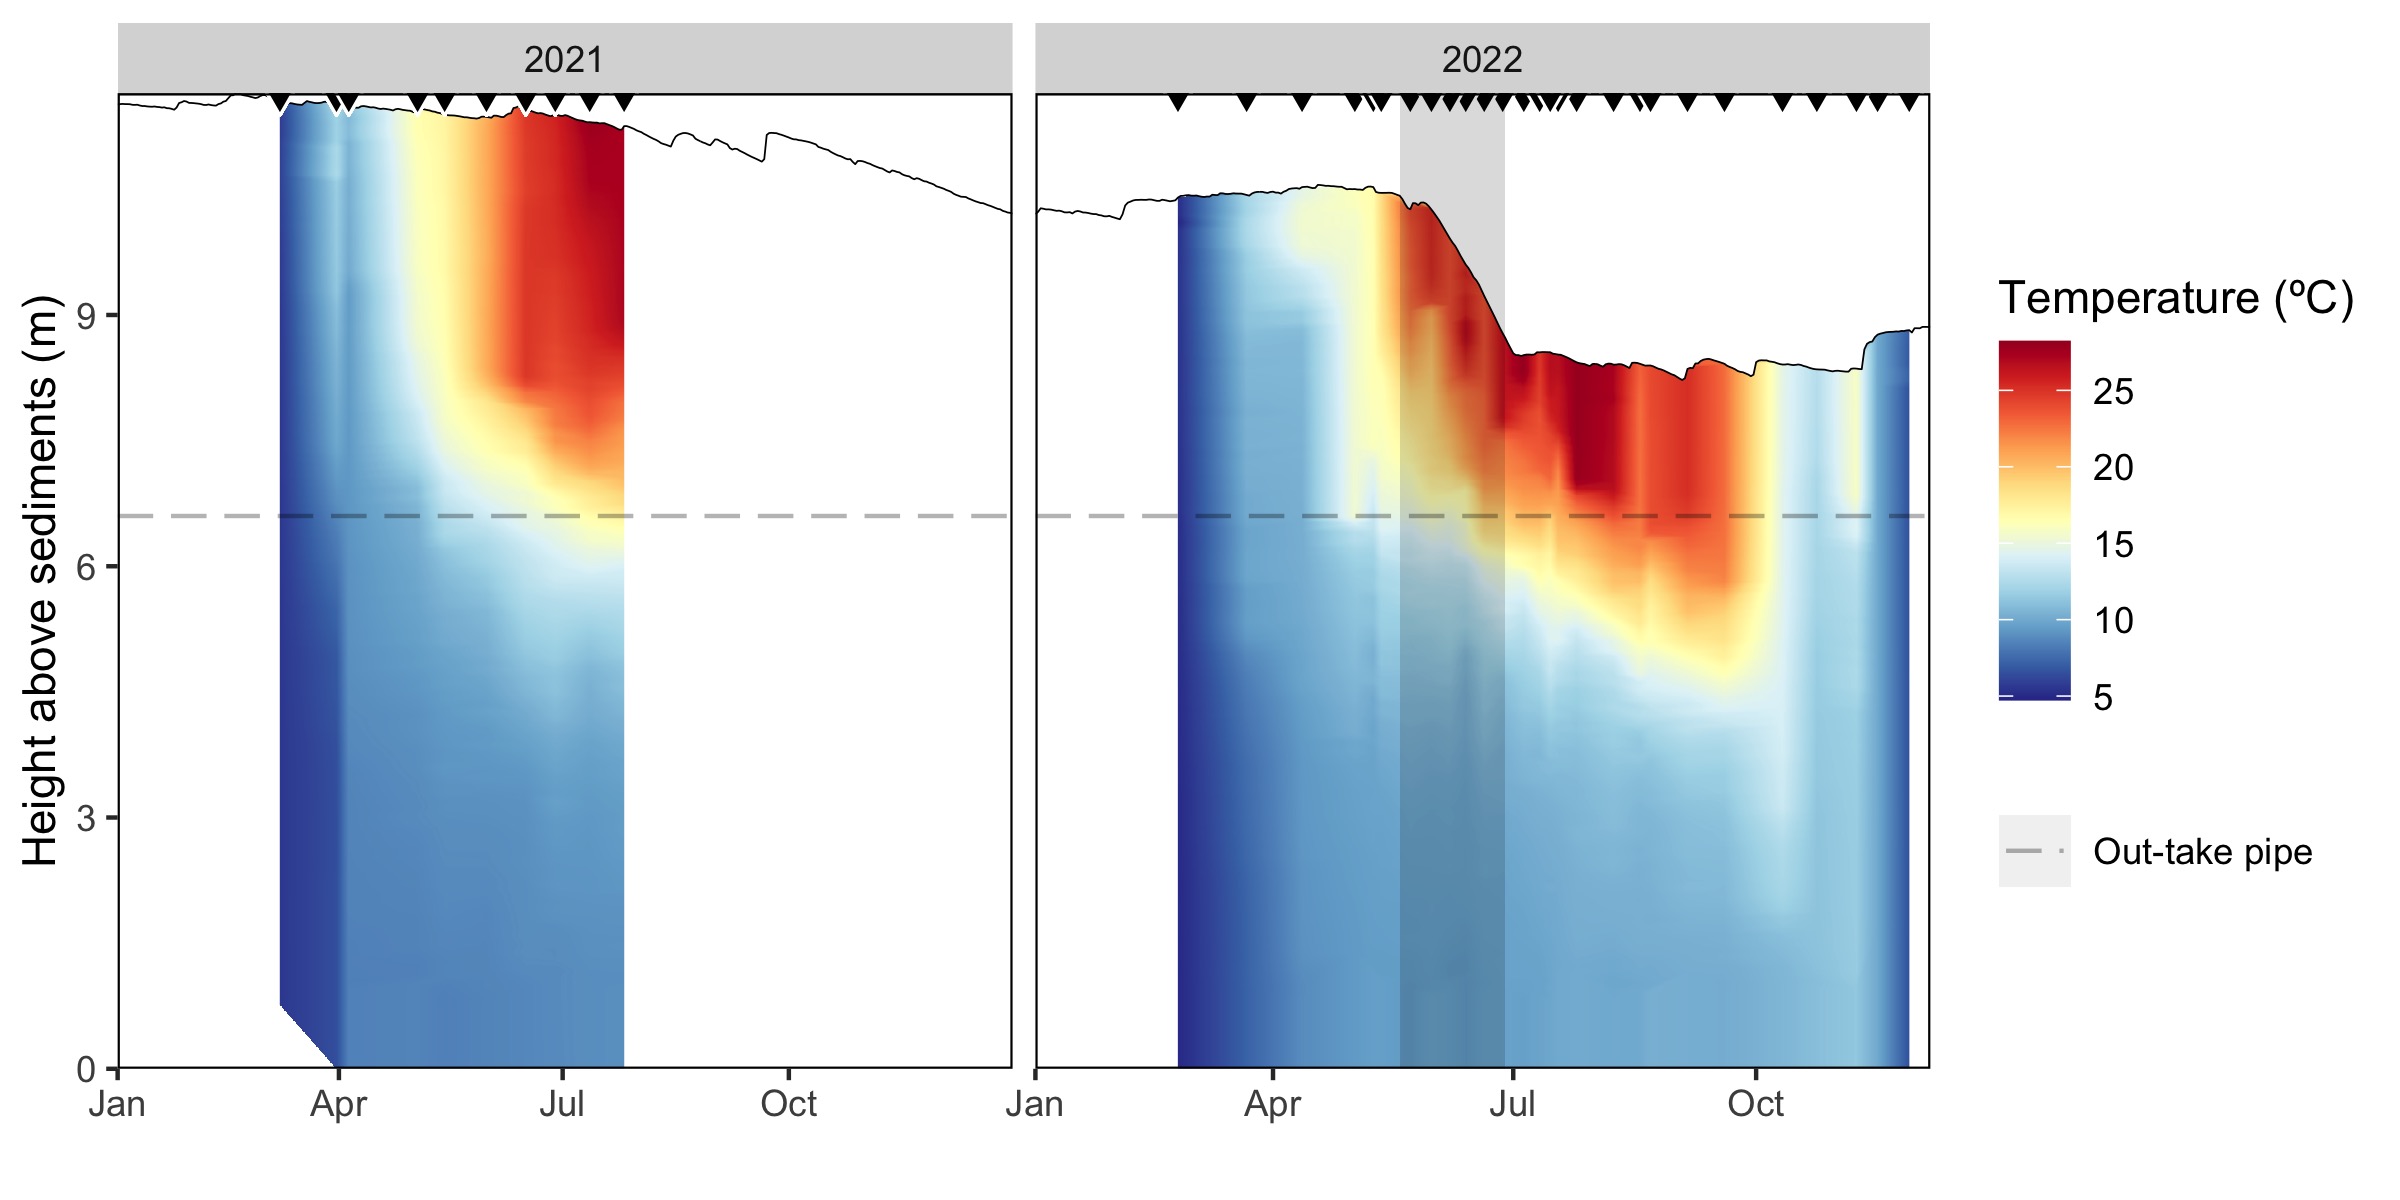 2021
2022
Height above sediments (m)
9
6
3
0
Jan
Apr
Jul
Oct
Jan
Apr
Jul
Oct
Temperature (ºC)
25
20
15
10
5
Out-take pipe